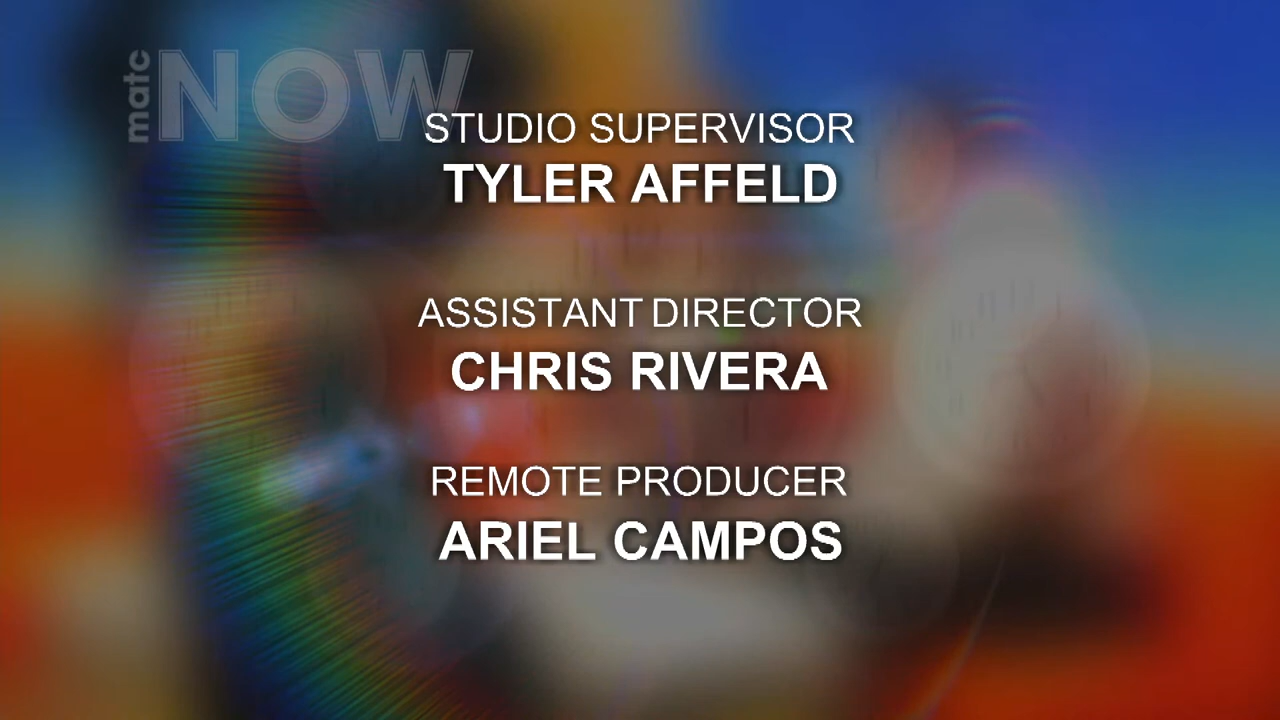 matc NOW
STUDIO SUPERVISOR
TYLER AFFELD
ASSISTANT DIRECTOR
CHRIS RIVERA
REMOTE PRODUCER
ARIEL CAMPOS